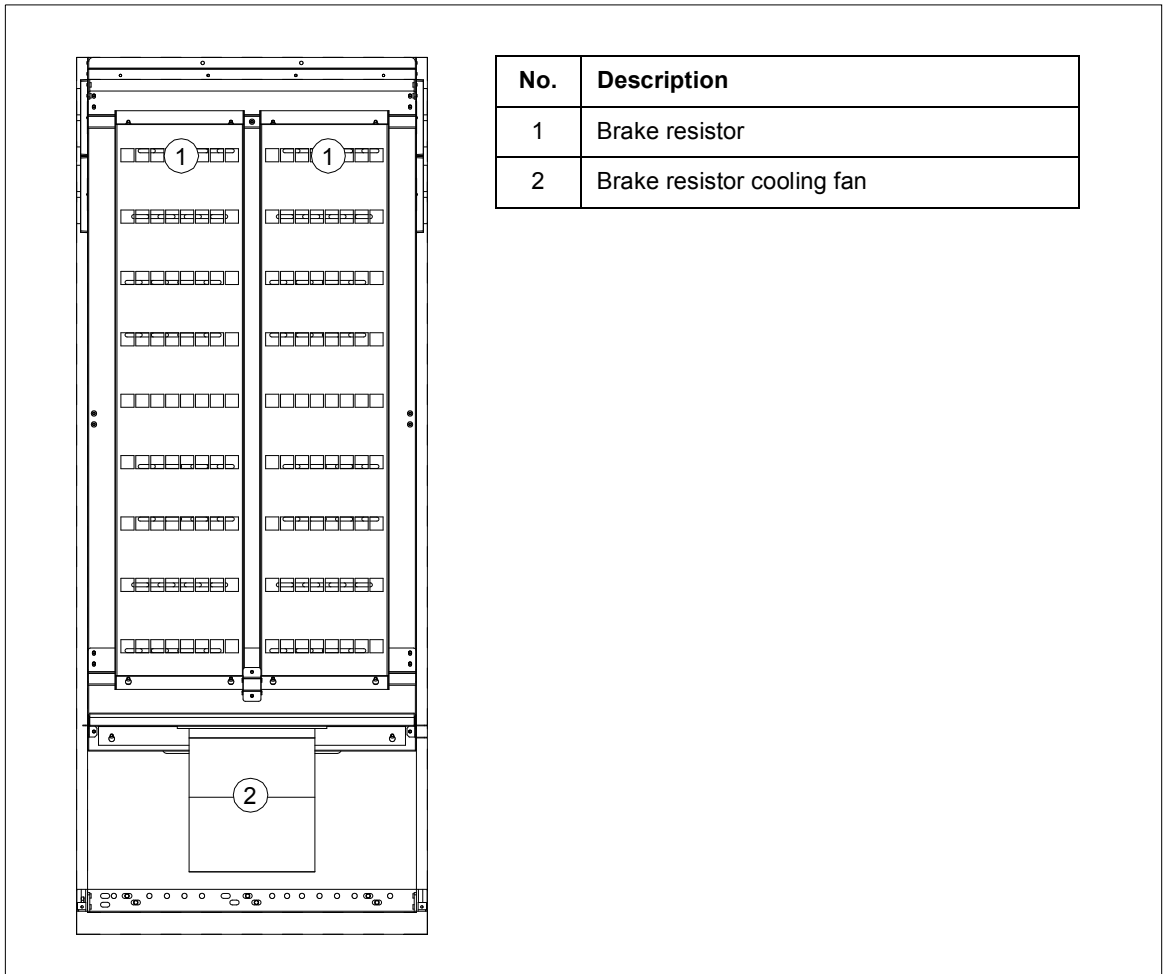 1 1
2
No. Description
1 Brake resistor
2 Brake resistor cooling fan